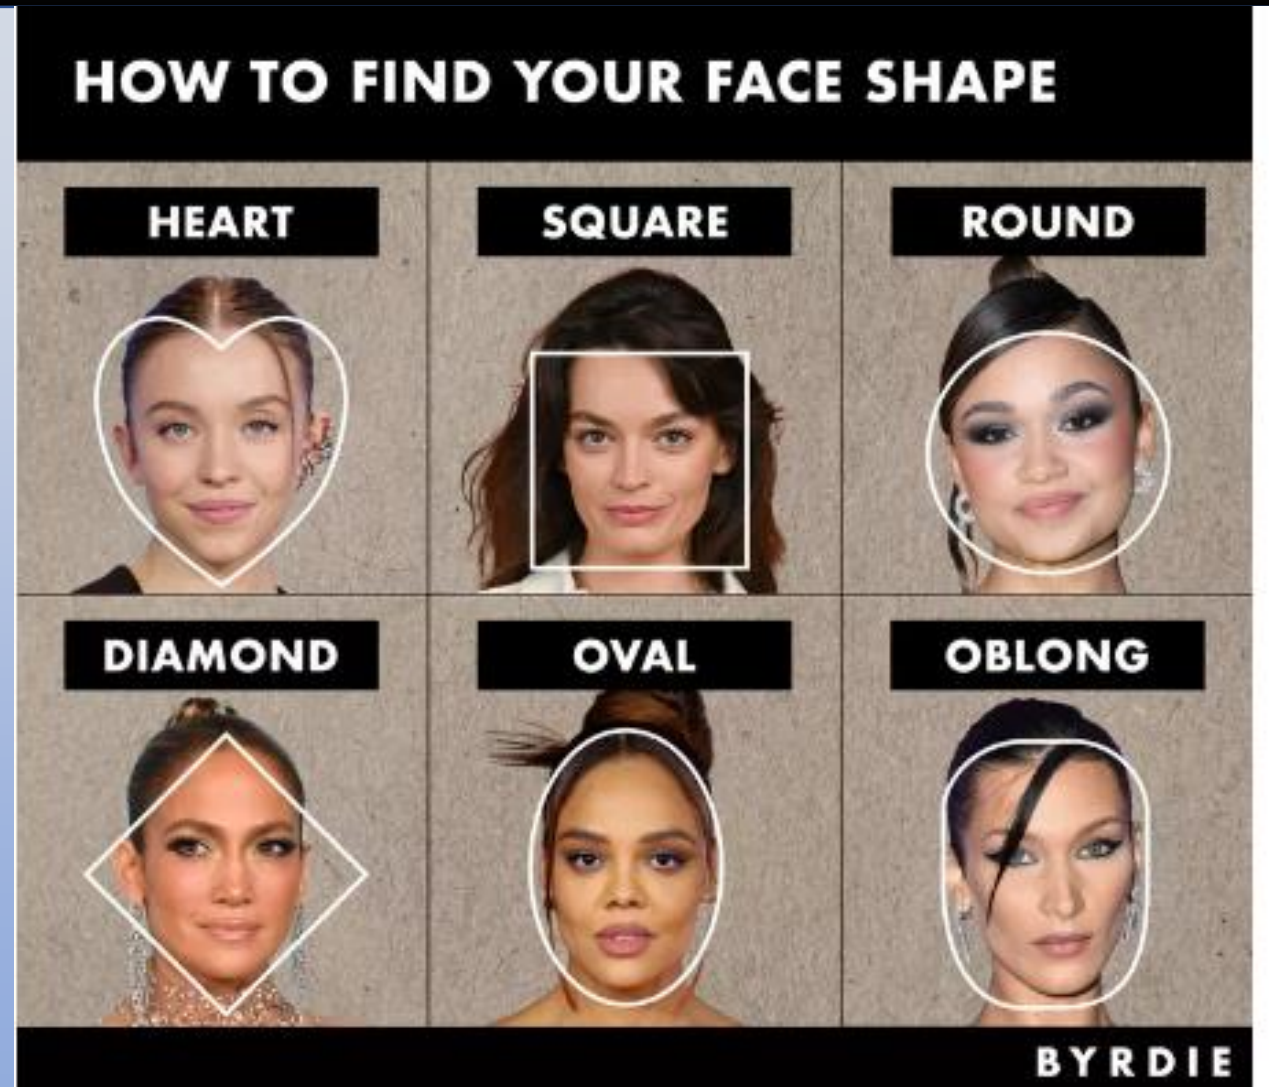 HOW TO FIND YOUR FACE SHAPE
HEART
SQUARE
ROUND
DIAMOND
OVAL
OBLONG
BYRDIE